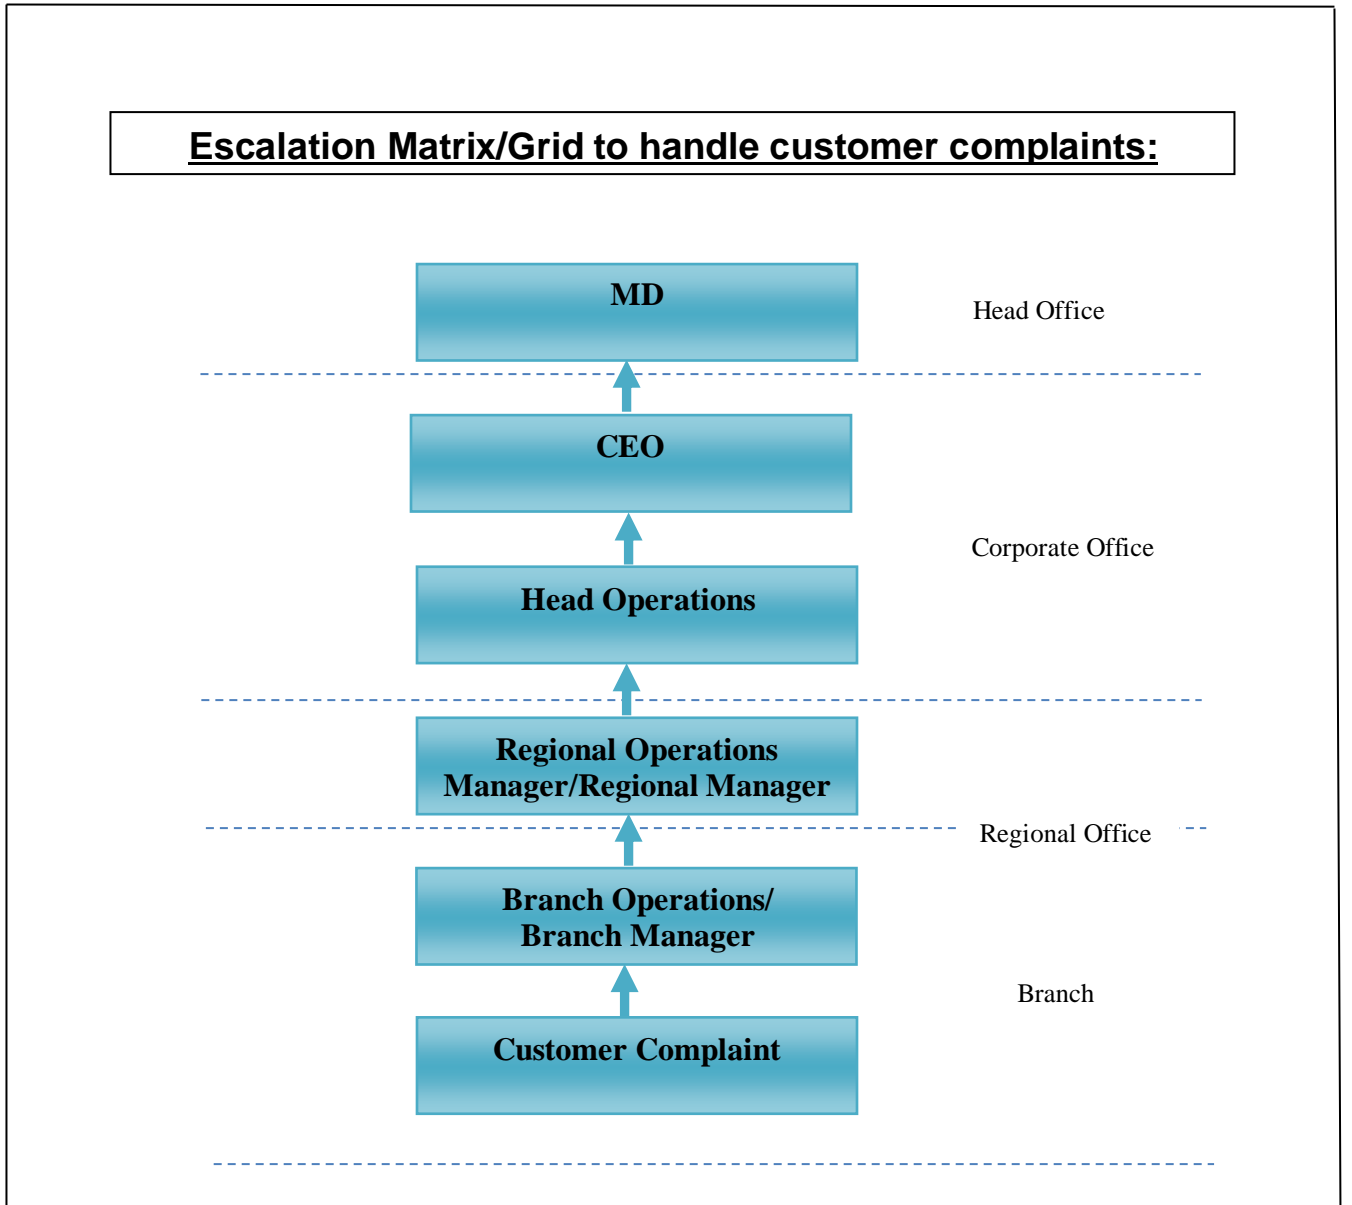 Escalation Matrix/Grid to handle customer complaints:
MD
Head Office
CEO
Corporate Office
Head Operations
Regional Operations
Manager/Regional Manager
Regional Office
Branch Operations/
Branch Manager
Branch
Customer Complaint